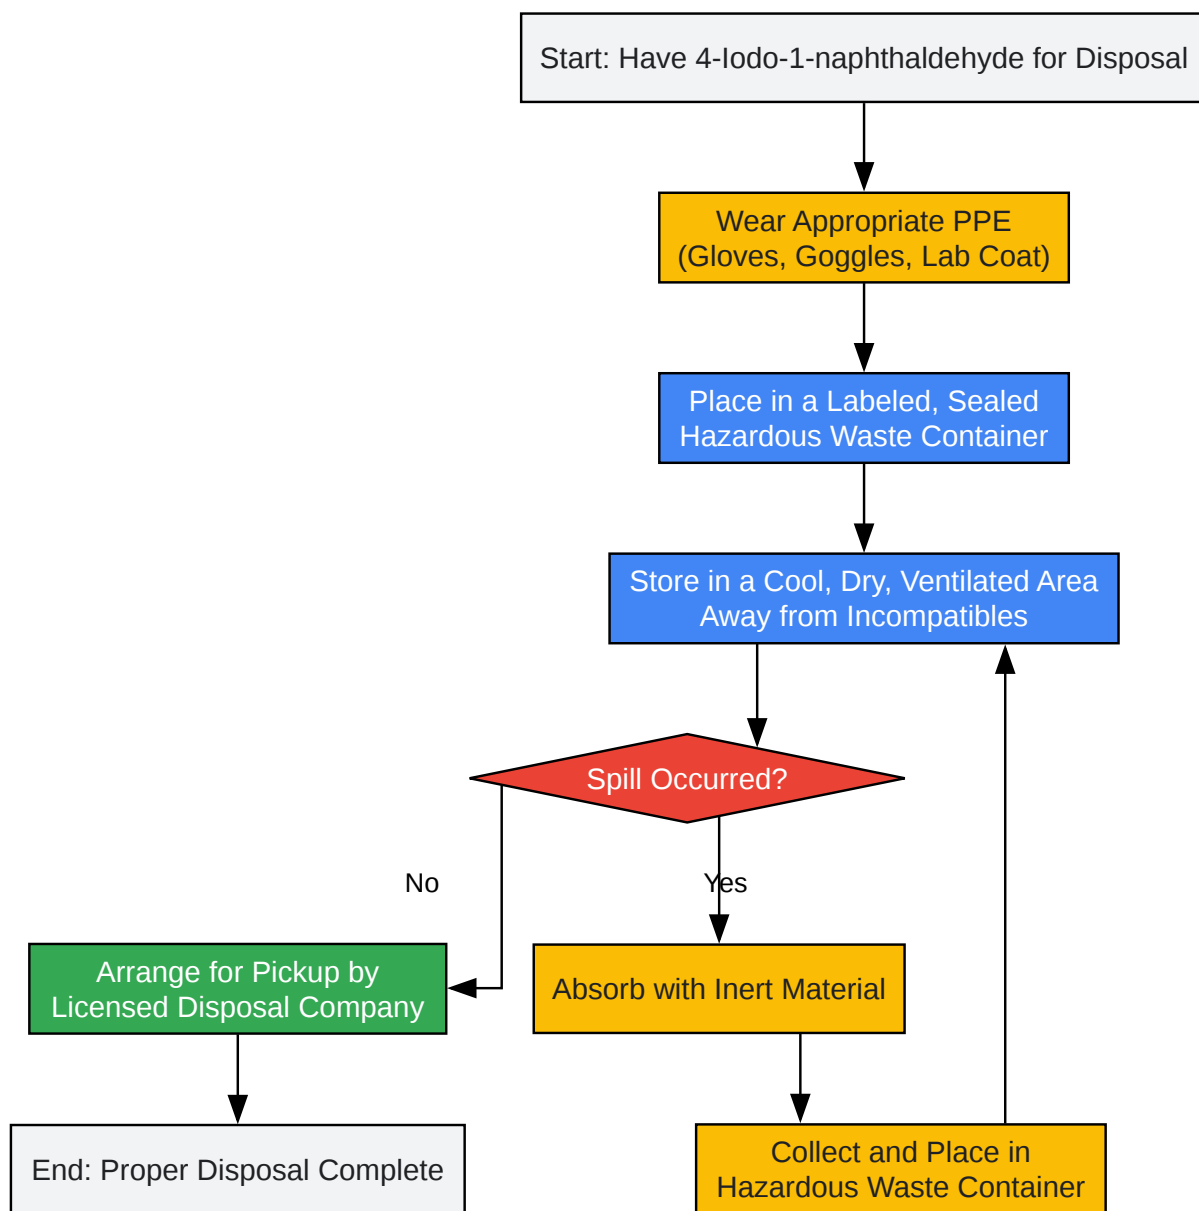 Start: Have 4-Iodo-1-naphthaldehyde for Disposal
Wear Appropriate PPE
(Gloves, Goggles, Lab Coat)
Place in a Labeled, Sealed
Hazardous Waste Container
Store in a Cool, Dry, Ventilated Area
Away from Incompatibles
Spill Occurred?
No
Yes
Arrange for Pickup by
Licensed Disposal Company
Absorb with Inert Material
End: Proper Disposal Complete
Collect and Place in
Hazardous Waste Container